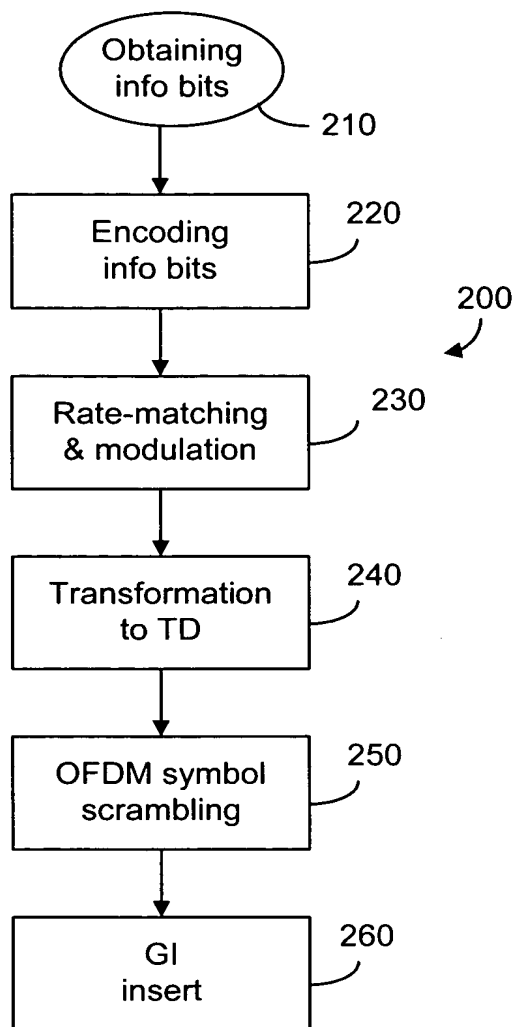 Obtaining
info bits
210
Encoding
info bits
220
200
Rate-matching
& modulation
230
Transformation
to TD
240
OFDM symbol
scrambling
250
GI
insert
260